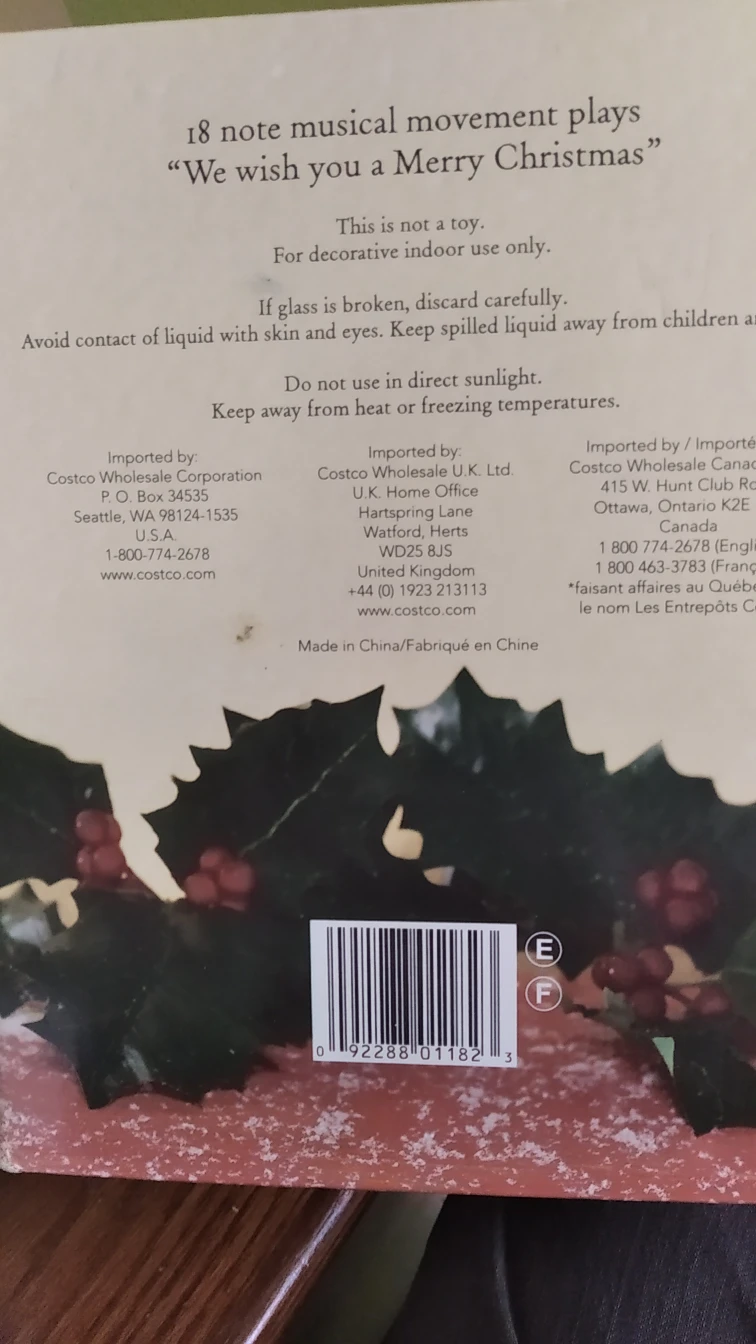 18 note musical movement plays
“We wish you a Merry Christmas”
This is not a toy.
For decorative indoor use only.
If glass is broken, discard carefully.
Avoid contact of liquid with skin and eyes. Keep spilled liquid away from children
Do not use in direct sunlight.
Keep away from heat or freezing temperatures.
Imported by:
Costco Wholesale Corporation
P. O. Box 34535
Seattle, WA 98124-1535
U.S.A.
1-800-774-2678
www.costco.com
Imported by:
Costco Wholesale U.K. Ltd.
U.K. Home Office
Hartspring Lane
Watford, Herts
WD25 8JS
United Kingdom
+44 (0) 1923 213113
www.costco.com
Imported by / Importé
Costco Wholesale Canad
415 W. Hunt Club Ro
Ottawa, Ontario K2E
Canada
1 800 774-2678 (Engli
1 800 463-3783 (Franç
*faisant affaires au Québe
le nom Les Entrepôts C
Made in China/Fabriqué en Chine
E
F
0 92288 01182 3